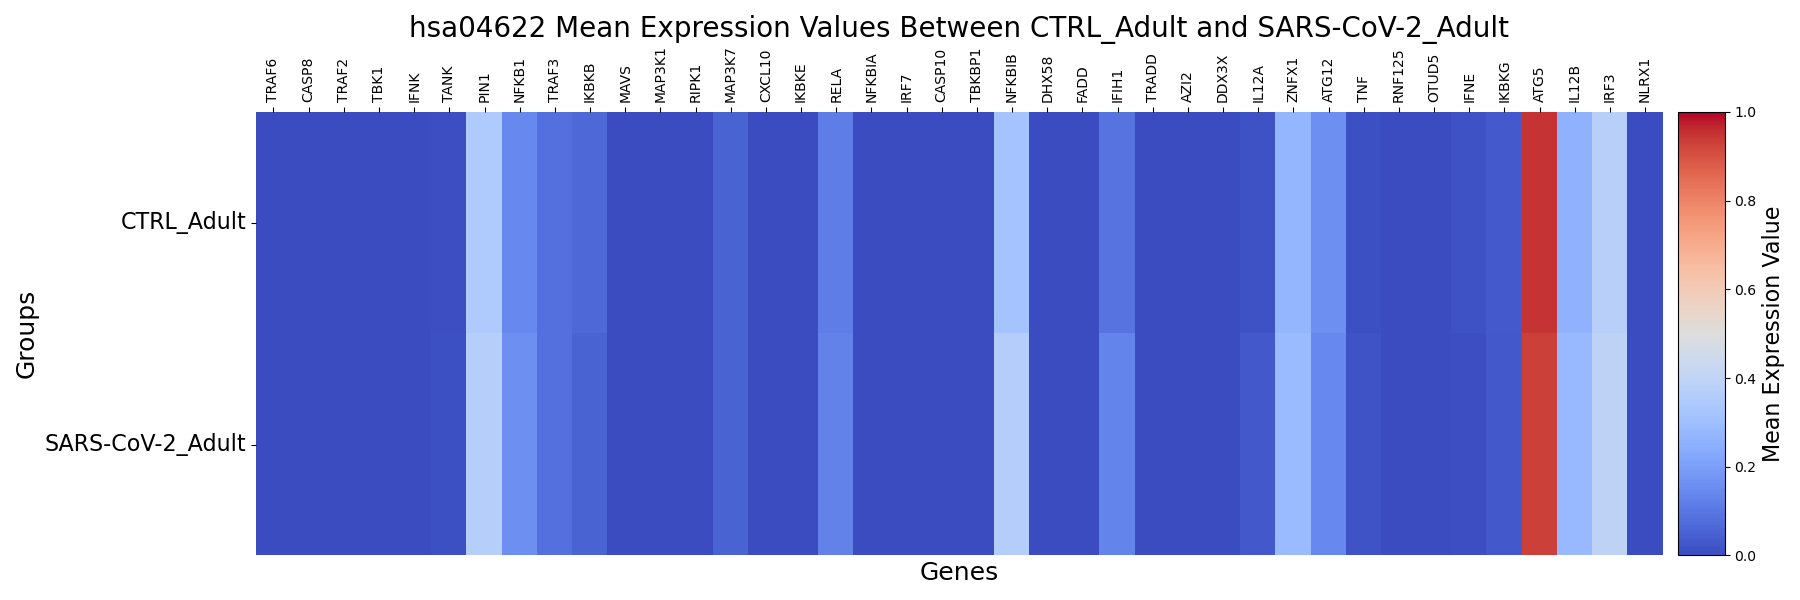 hsa04622 Mean Expression Values Between CTRL_Adult and SARS-CoV-2_Adult
TRAF6 CASP8 TRAF2 TBK1 IFNK TANK PIN1 NFKB1 TRAF3 IKBKB MAVS MAP3K1 RIPK1 MAP3K7 CXCL10 IKBKE RELA NFKBIA IRF7 CASP10 TBKBP1 NFKBIB DHX58 FADD IFIH1 TRADD AZI2 DDX3X IL12A ZNFX1 ATG12 TNF RNF125 OTUD5 IFNE IKBKG ATG5 IL12B IRF3 NLRX1
Groups
CTRL_Adult
SARS-CoV-2_Adult
Genes
1.0
0.8
0.6
0.4
0.2
0.0
Mean Expression Value